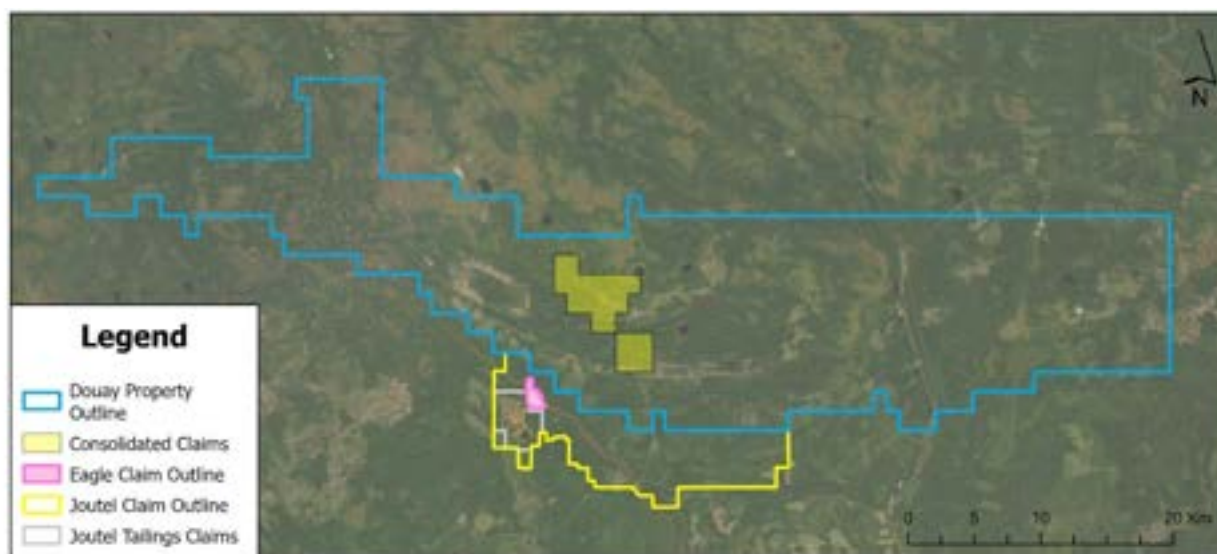 N
Legend
Douay Property
Outline
Consolidated Claims
Eagle Claim Outline
Joutel Claim Outline
Joutel Tailings Claims
0 5 10 20 Km